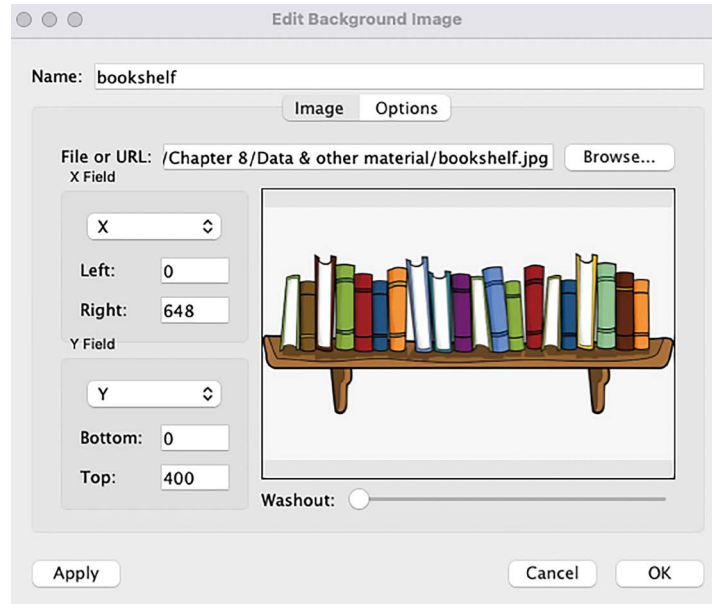 Edit Background Image
Name: bookshelf
Image Options
File or URL: /Chapter 8/Data & other material/bookshelf.jpg Browse...
X Field
X
Left: 0
Right: 648
Y Field
Y
Bottom: 0
Top: 400
Washout:
Apply Cancel OK